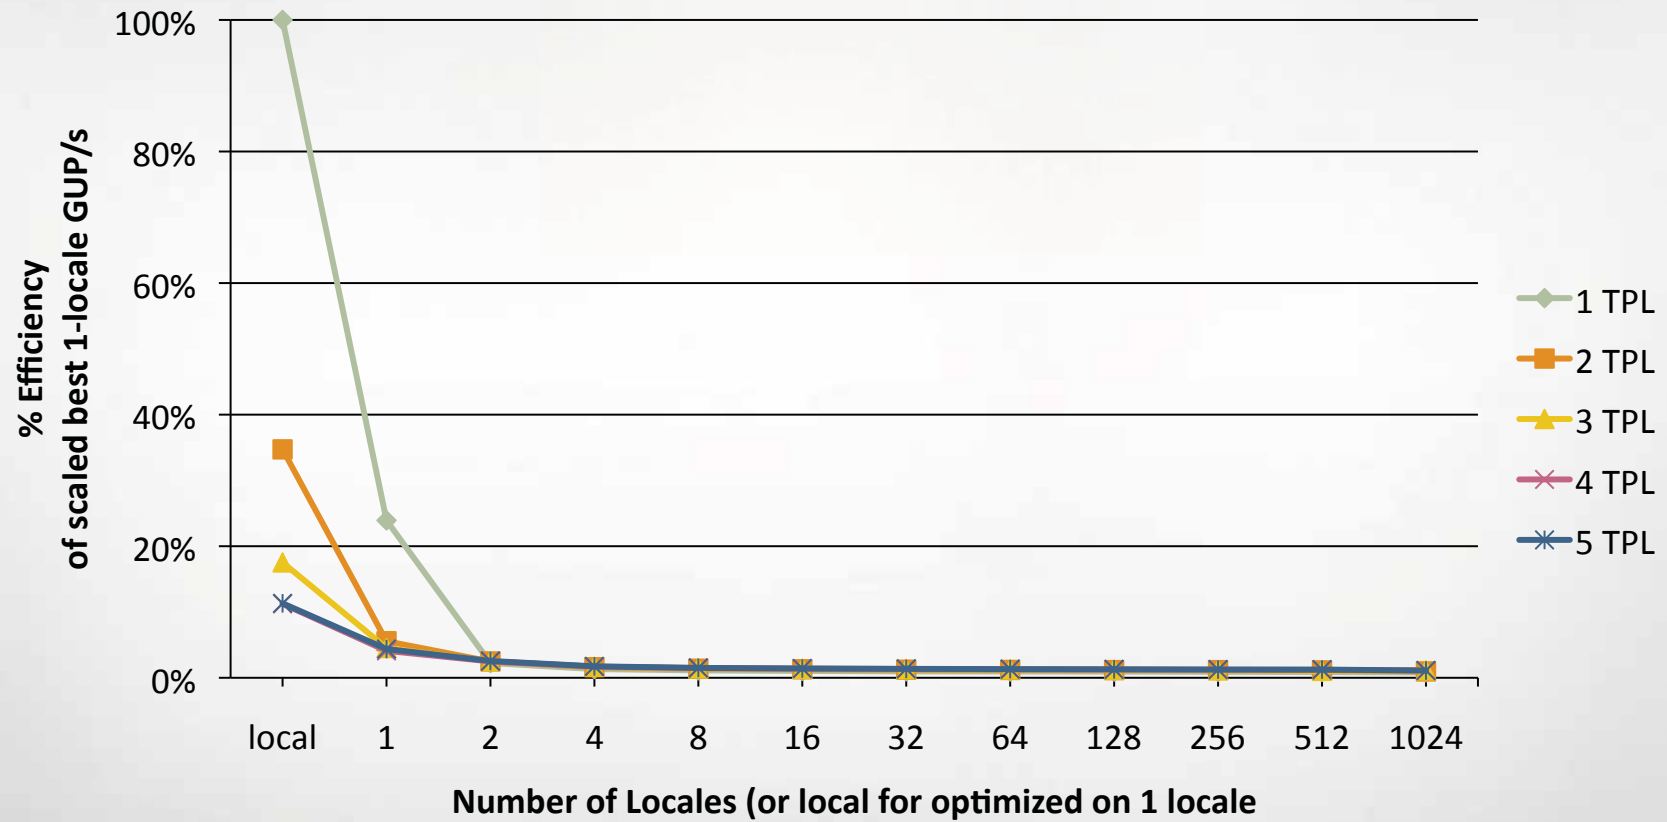 100%
80%
60%
40%
20%
0%
% Efficiency
of scaled best 1-locale GUP/s
local 1 2 4 8 16 32 64 128 256 512 1024
Number of Locales (or local for optimized on 1 locale
1 TPL
2 TPL
3 TPL
4 TPL
5 TPL